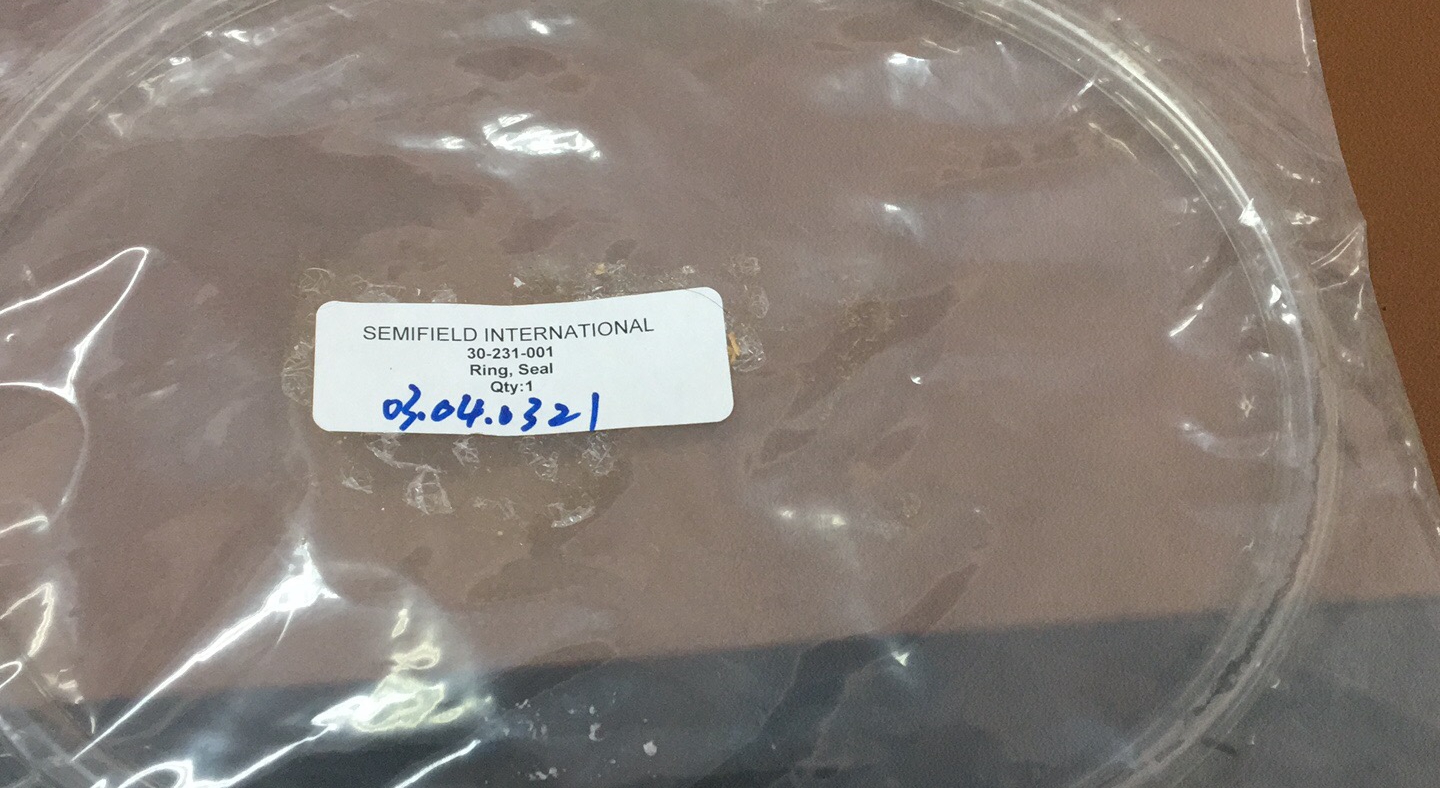 SEMIFIELD INTERNATIONAL
30-231-001
Ring, Seal
Qty:1
03.04.0321